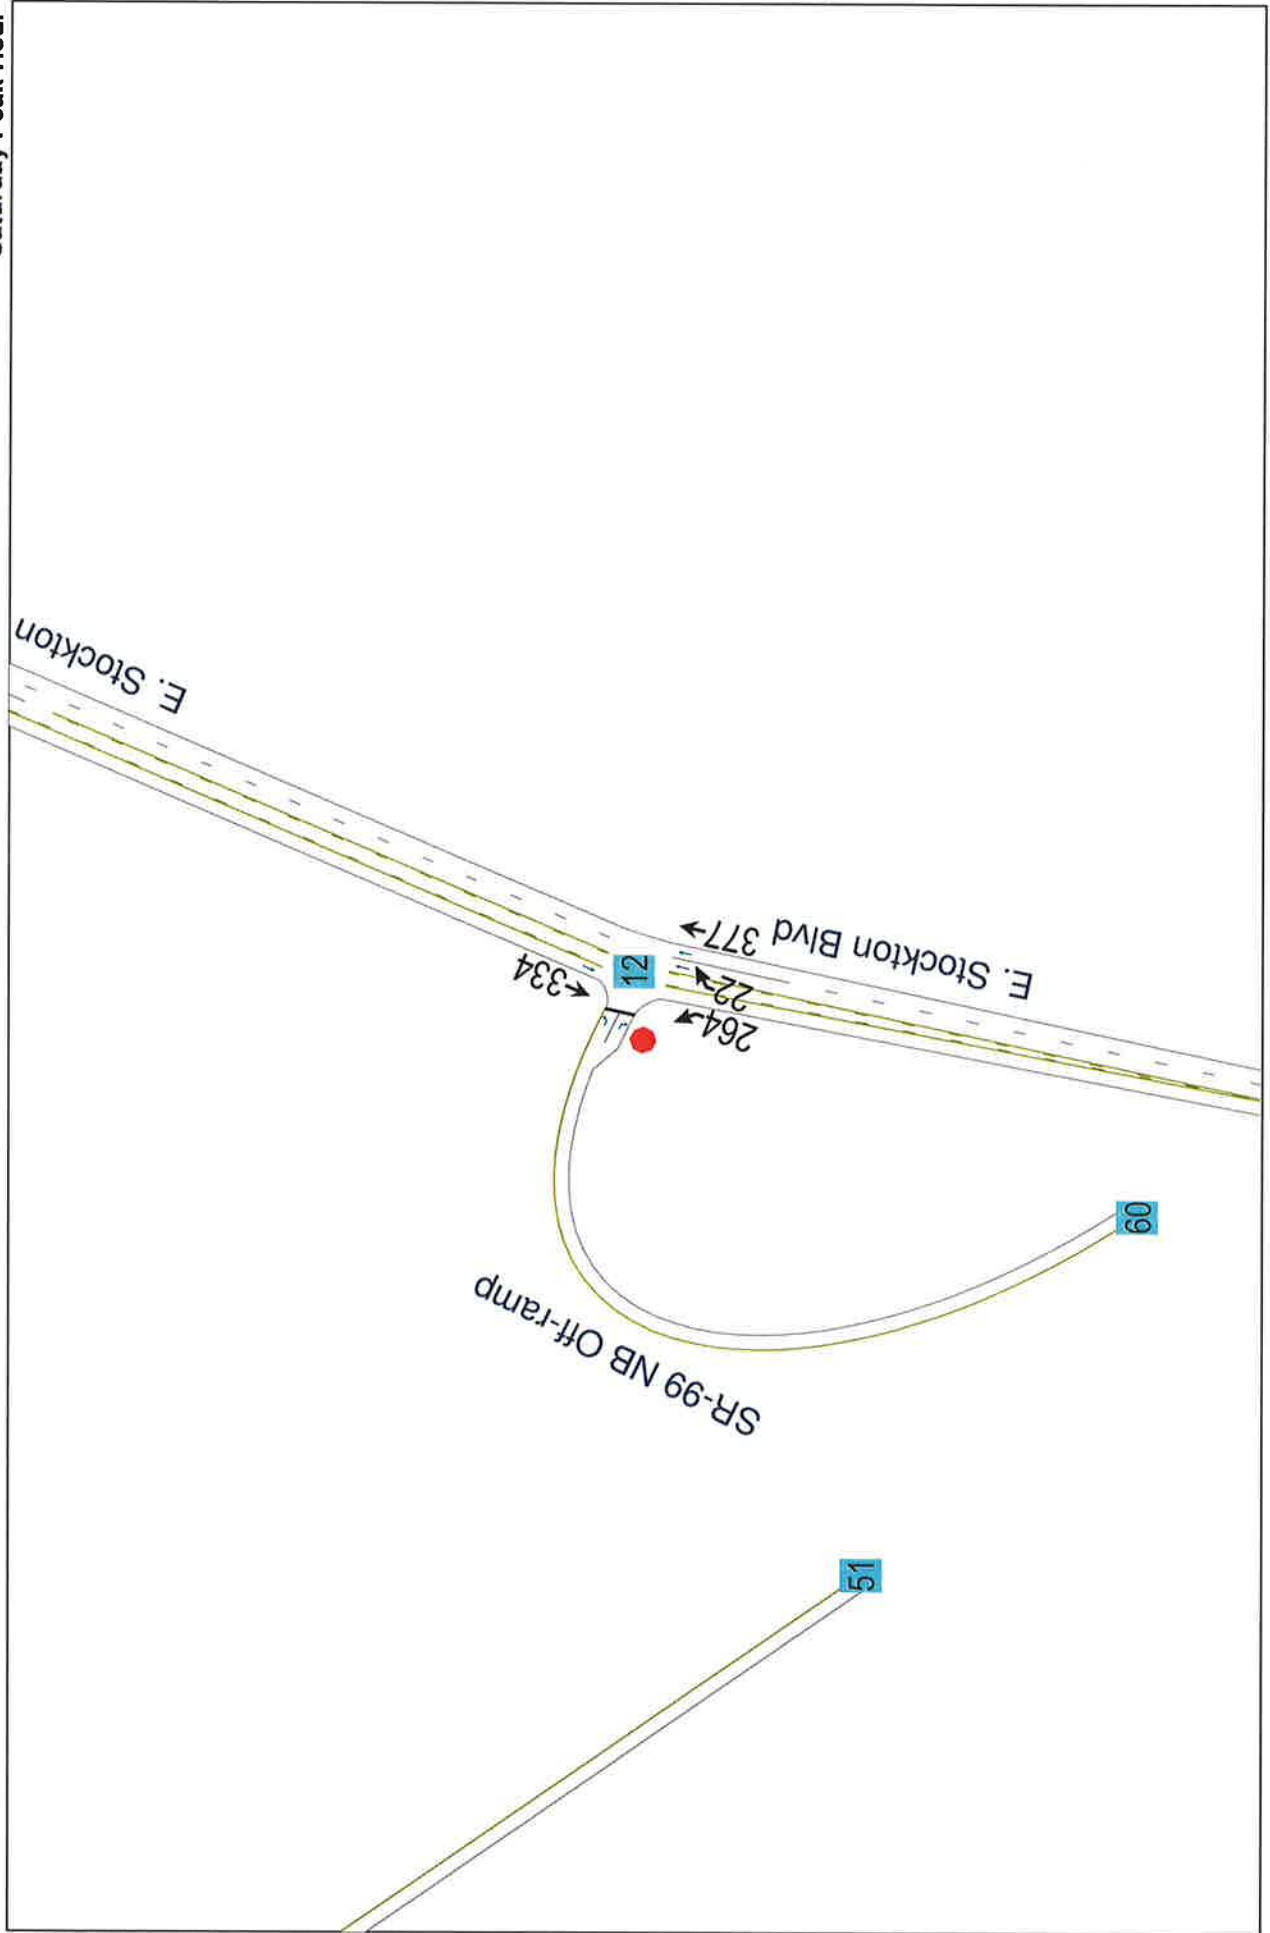 E. Stockton
←334
12
377
E. Stockton Blvd
22
264
60
SR-99 NB Off-ramp
51